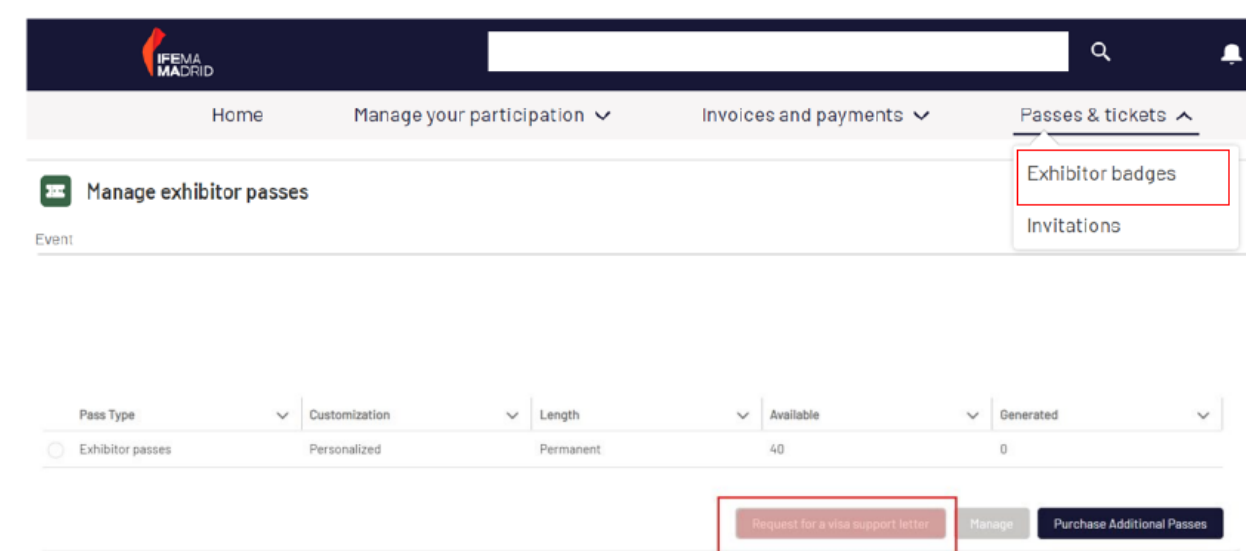 IFEMA
MADRID
Home Manage your participation Invoices and payments Passes & tickets
Exhibitor badges
Invitations
Manage exhibitor passes
Event
Pass Type Customization Length Available Generated
Exhibitor passes Personalized Permanent 40 0
Request for a visa support letter Manage Purchase Additional Passes